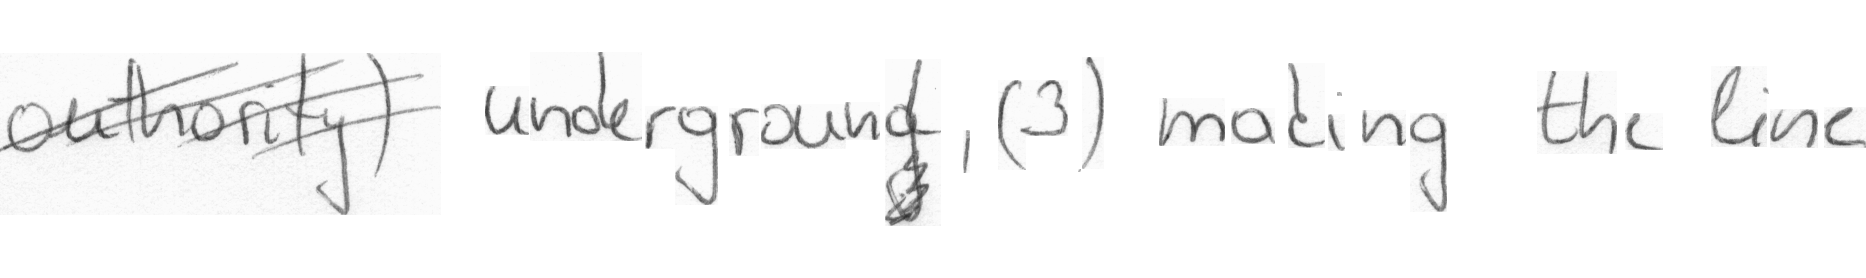 authority) underground, (3) making the line